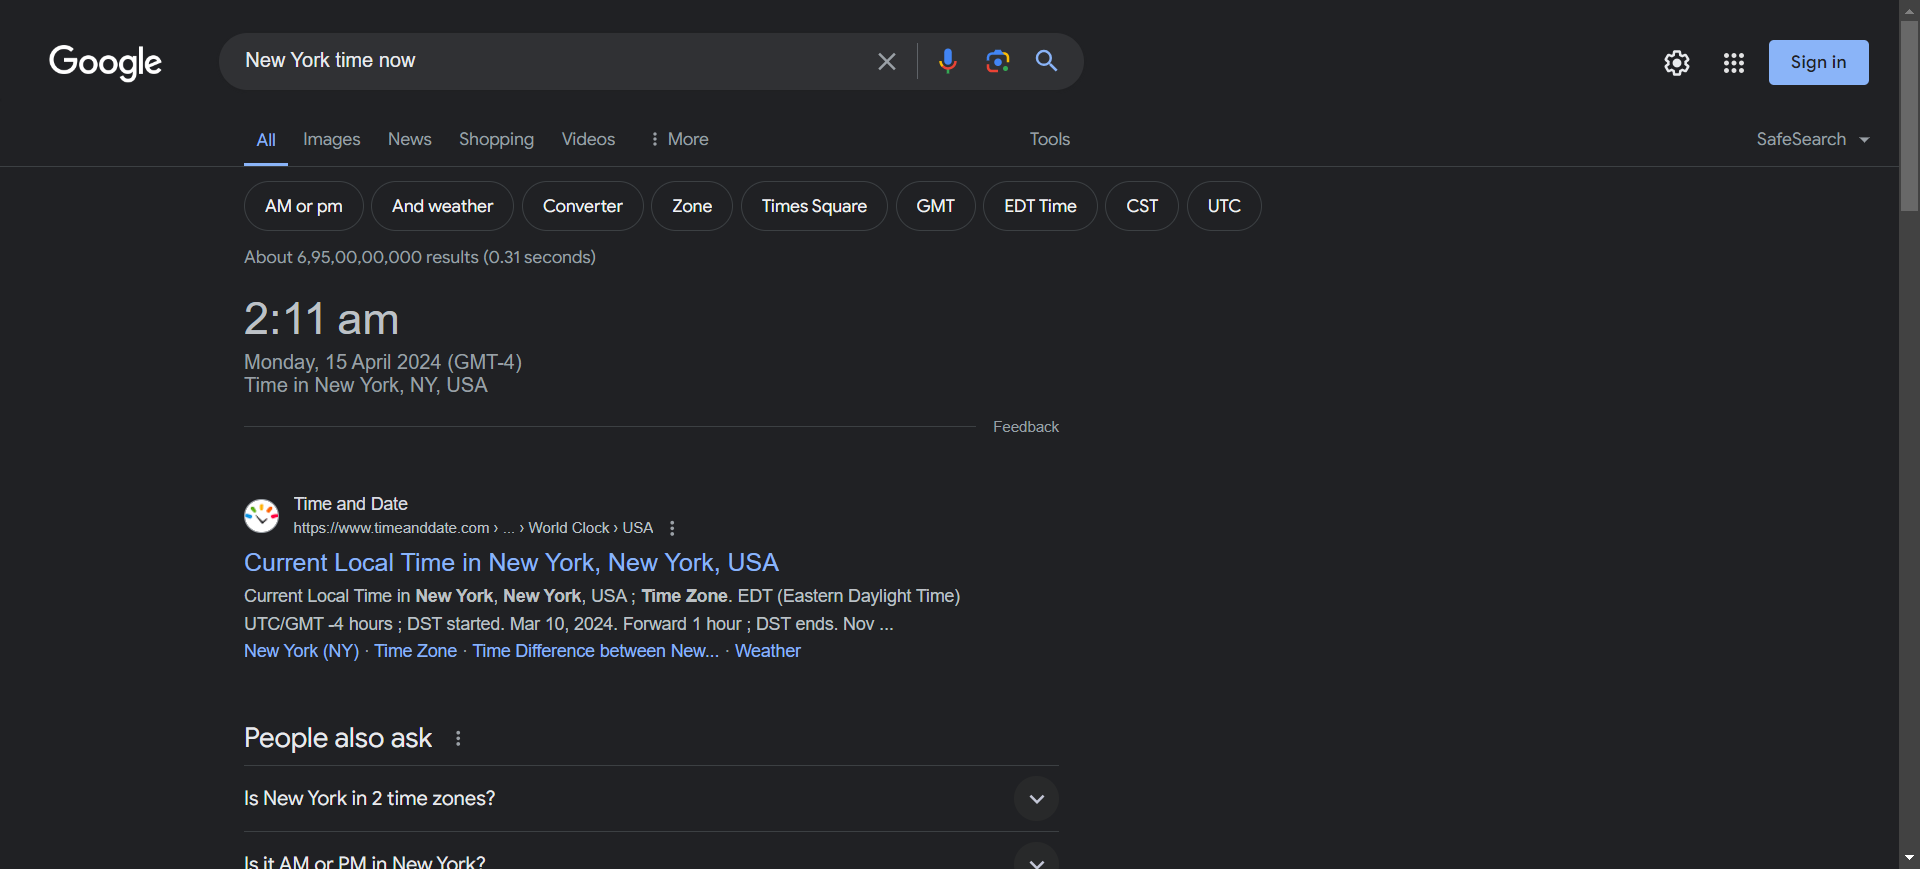 Google
New York time now
Sign in
All Images News Shopping Videos More Tools SafeSearch
AM or pm And weather Converter Zone Times Square GMT EDT Time CST UTC
About 6,95,00,00,000 results (0.31 seconds)
2:11 am
Monday, 15 April 2024 (GMT-4)
Time in New York, NY, USA
Feedback
Time and Date
https://www.timeanddate.com › ... › World Clock › USA
Current Local Time in New York, New York, USA
Current Local Time in New York, New York, USA ; Time Zone. EDT (Eastern Daylight Time)
UTC/GMT -4 hours ; DST started. Mar 10, 2024. Forward 1 hour ; DST ends. Nov ...
New York (NY) · Time Zone · Time Difference between New... · Weather
People also ask
Is New York in 2 time zones?
Is it AM or PM in New York?